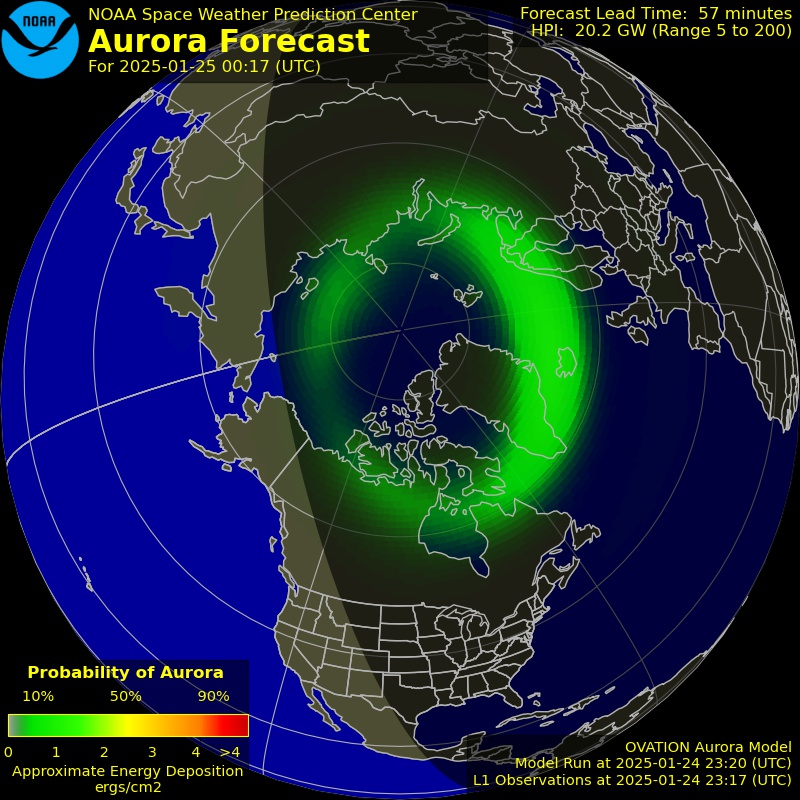 NOAA
NOAA Space Weather Prediction Center
Aurora Forecast
For 2025-01-25 00:17 (UTC)
Forecast Lead Time: 57 minutes
HPI: 20.2 GW (Range 5 to 200)
Probability of Aurora
10% 50% 90%
0 1 2 3 4 >4
Approximate Energy Deposition
ergs/cm2
OVATION Aurora Model
Model Run at 2025-01-24 23:20 (UTC)
L1 Observations at 2025-01-24 23:17 (UTC)